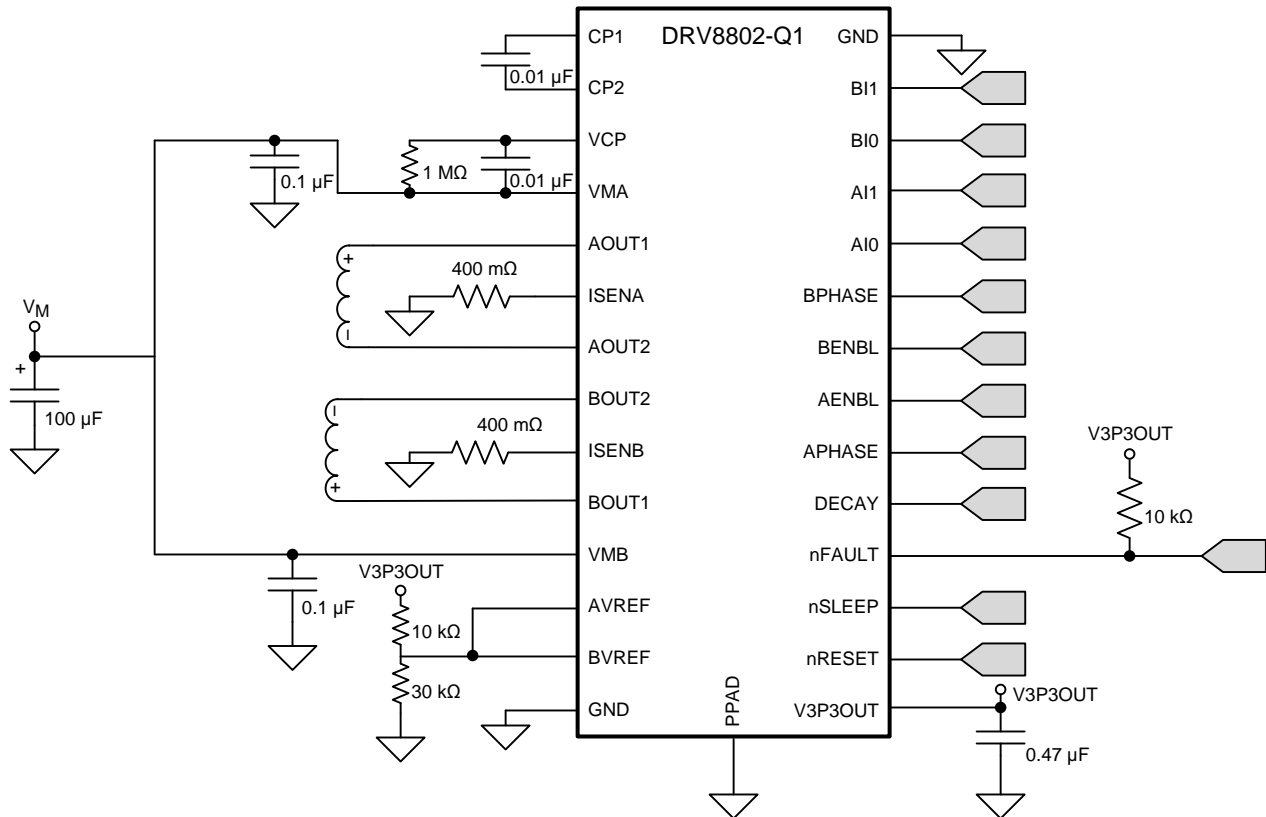 DRV8802-Q1
CP1
0.01 µF
CP2
VCP
1 MΩ
0.01 µF
0.1 µF
VMA
AOUT1
+
400 mΩ
ISENA
–
AOUT2
VM
+
100 µF
BOUT2
–
400 mΩ
ISENB
+
BOUT1
VMB
0.1 µF
V3P3OUT
10 kΩ
AVREF
BVREF
30 kΩ
GND
PPAD
GND
BI1
BI0
AI1
AI0
BPHASE
BENBL
AENBL
APHASE
DECAY
V3P3OUT
10 kΩ
nFAULT
nSLEEP
nRESET
V3P3OUT
V3P3OUT
0.47 µF